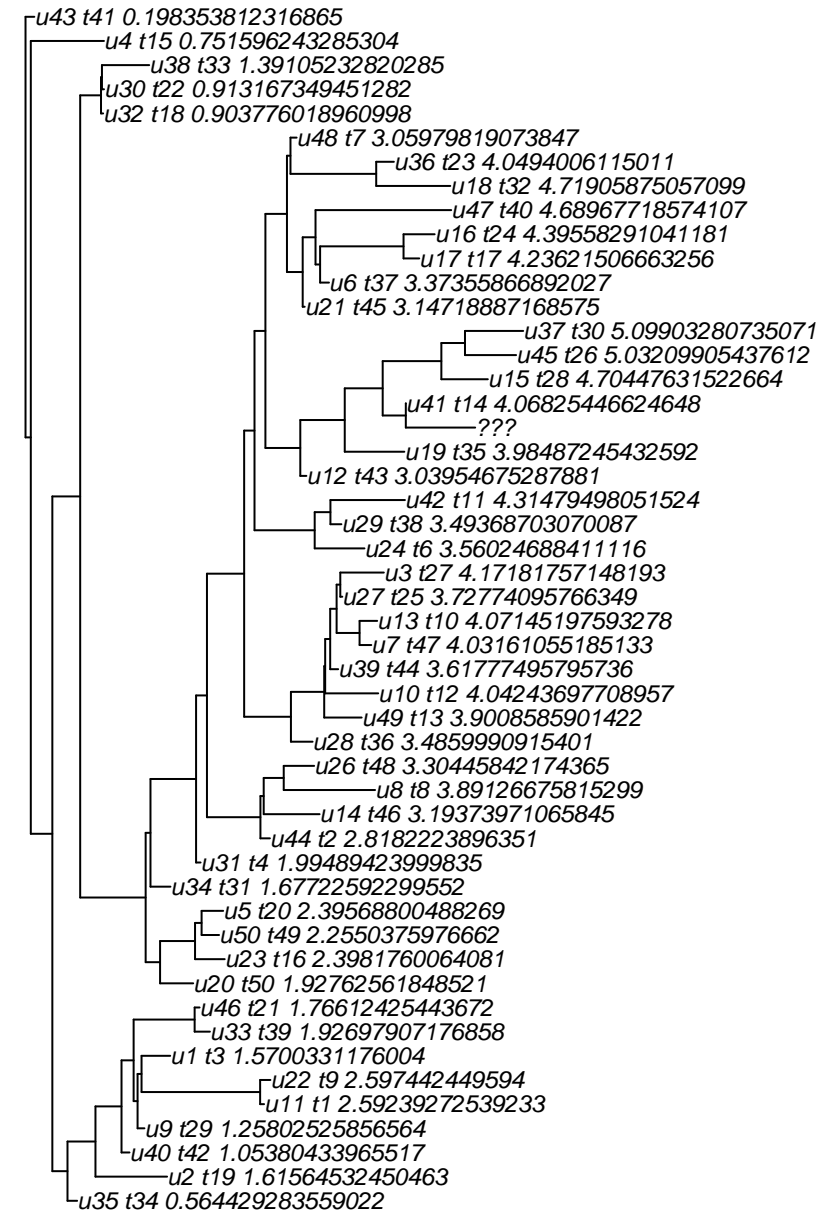 u43 t41 0.198353812316865
u4 t15 0.751596243285304
u38 t33 1.39105232820285
u30 t22 0.913167349451282
u32 t18 0.903776018960998
u48 t7 3.05979819073847
u36 t23 4.0494006115011
u18 t32 4.71905875057099
u47 t40 4.68967718574107
u16 t24 4.39558291041181
u17 t17 4.23621506663256
u6 t37 3.37355866892027
u21 t45 3.14718887168575
u37 t30 5.09903280735071
u45 t26 5.03209905437612
u15 t28 4.70447631522664
u41 t14 4.06825446624648
???
u19 t35 3.98487245432592
u12 t43 3.03954675287881
u42 t11 4.31479498051524
u29 t38 3.49368703070087
u24 t6 3.56024688411116
u3 t27 4.17181757148193
u27 t25 3.72774095766349
u13 t10 4.07145197593278
u7 t47 4.03161055185133
u39 t44 3.61777495795736
u10 t12 4.04243697708957
u49 t13 3.9008585901422
u28 t36 3.4859990915401
u26 t48 3.30445842174365
u8 t8 3.89126675815299
u14 t46 3.19373971065845
u44 t2 2.8182223896351
u31 t4 1.99489423999835
u34 t31 1.67722592299552
u5 t20 2.39568800488269
u50 t49 2.2550375976662
u23 t16 2.3981760064081
u20 t50 1.92762561848521
u46 t21 1.76612425443672
u33 t39 1.92697907176858
u1 t3 1.5700331176004
u22 t9 2.597442449594
u11 t1 2.59239272539233
u9 t29 1.25802525856564
u40 t42 1.05380433965517
u2 t19 1.61564532450463
u35 t34 0.564429283559022